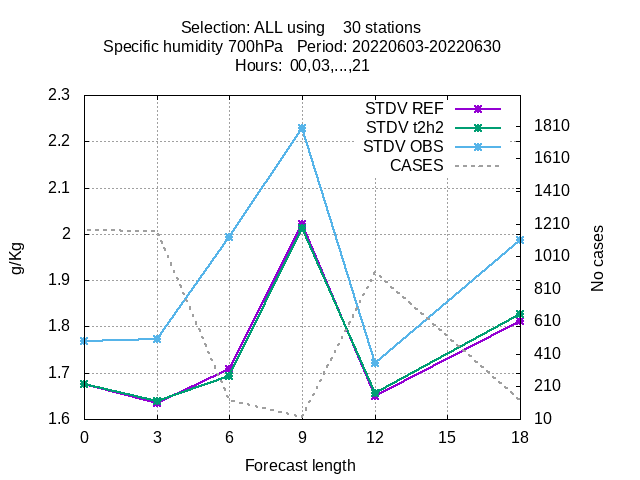 Selection: ALL using    30 stations
Specific humidity 700hPa   Period: 20220603-20220630
Hours:  00,03,...,21
STDV REF
STDV t2h2
STDV OBS
CASES
g/Kg
2.3
2.2
2.1
2
1.9
1.8
1.7
1.6
No cases
1810
1610
1410
1210
1010
810
610
410
210
10
0 3 6 9 12 15 18
Forecast length